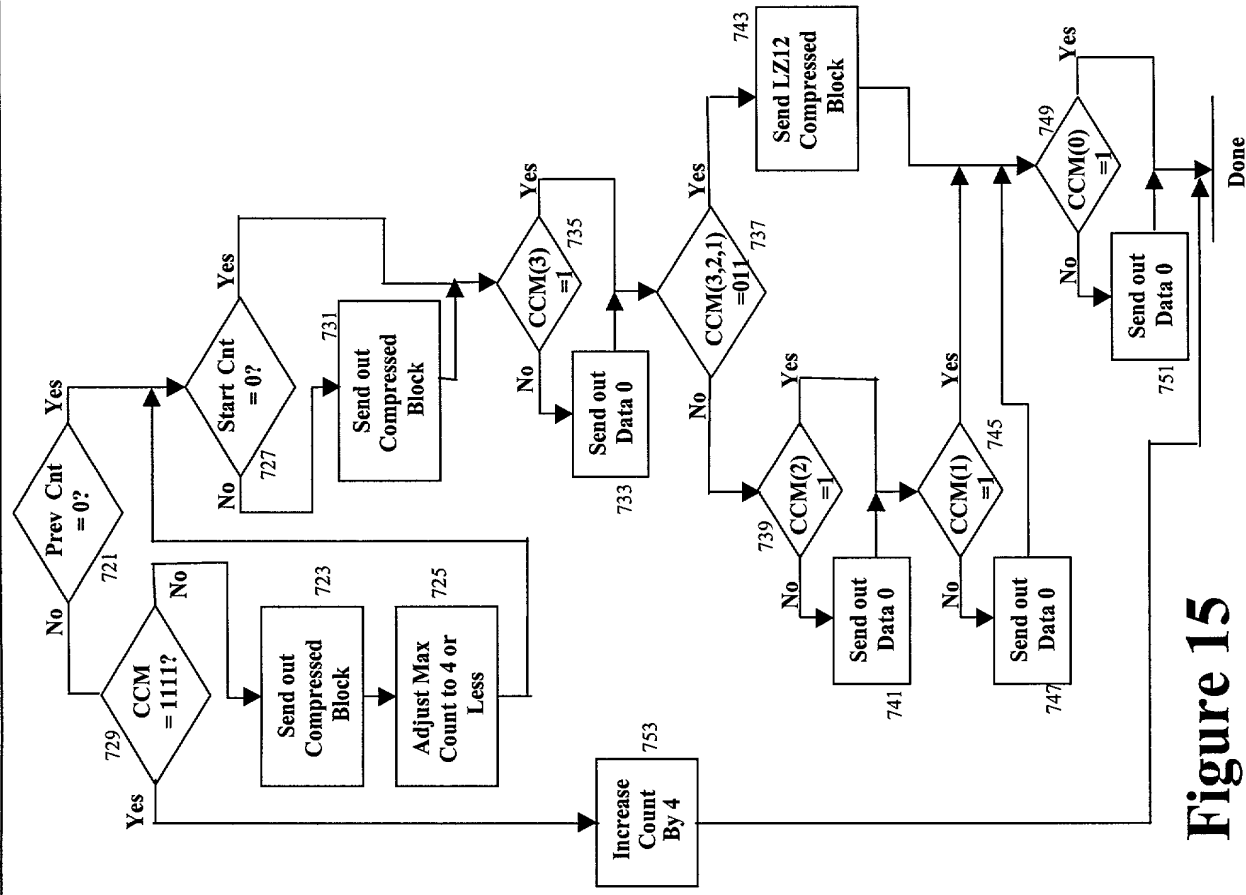 Prev Cnt
= 0?
721
No
Yes
CCM
= 1111?
729
Yes
No
Send out
Compressed
Block
723
Adjust Max
Count to 4 or
Less
725
Start Cnt
= 0?
727
No
Yes
Send out
Compressed
Block
731
CCM(3)
=1
735
No
Yes
Send out
Data 0
733
CCM(3,2,1)
=011
737
No
Yes
CCM(2)
=1
739
No
Yes
Send out
Data 0
741
Send LZ12
Compressed
Block
743
CCM(1)
=1
745
No
Yes
Send out
Data 0
747
CCM(0)
=1
749
No
Yes
Send out
Data 0
751
Increase
Count
By 4
753
Done
Figure 15